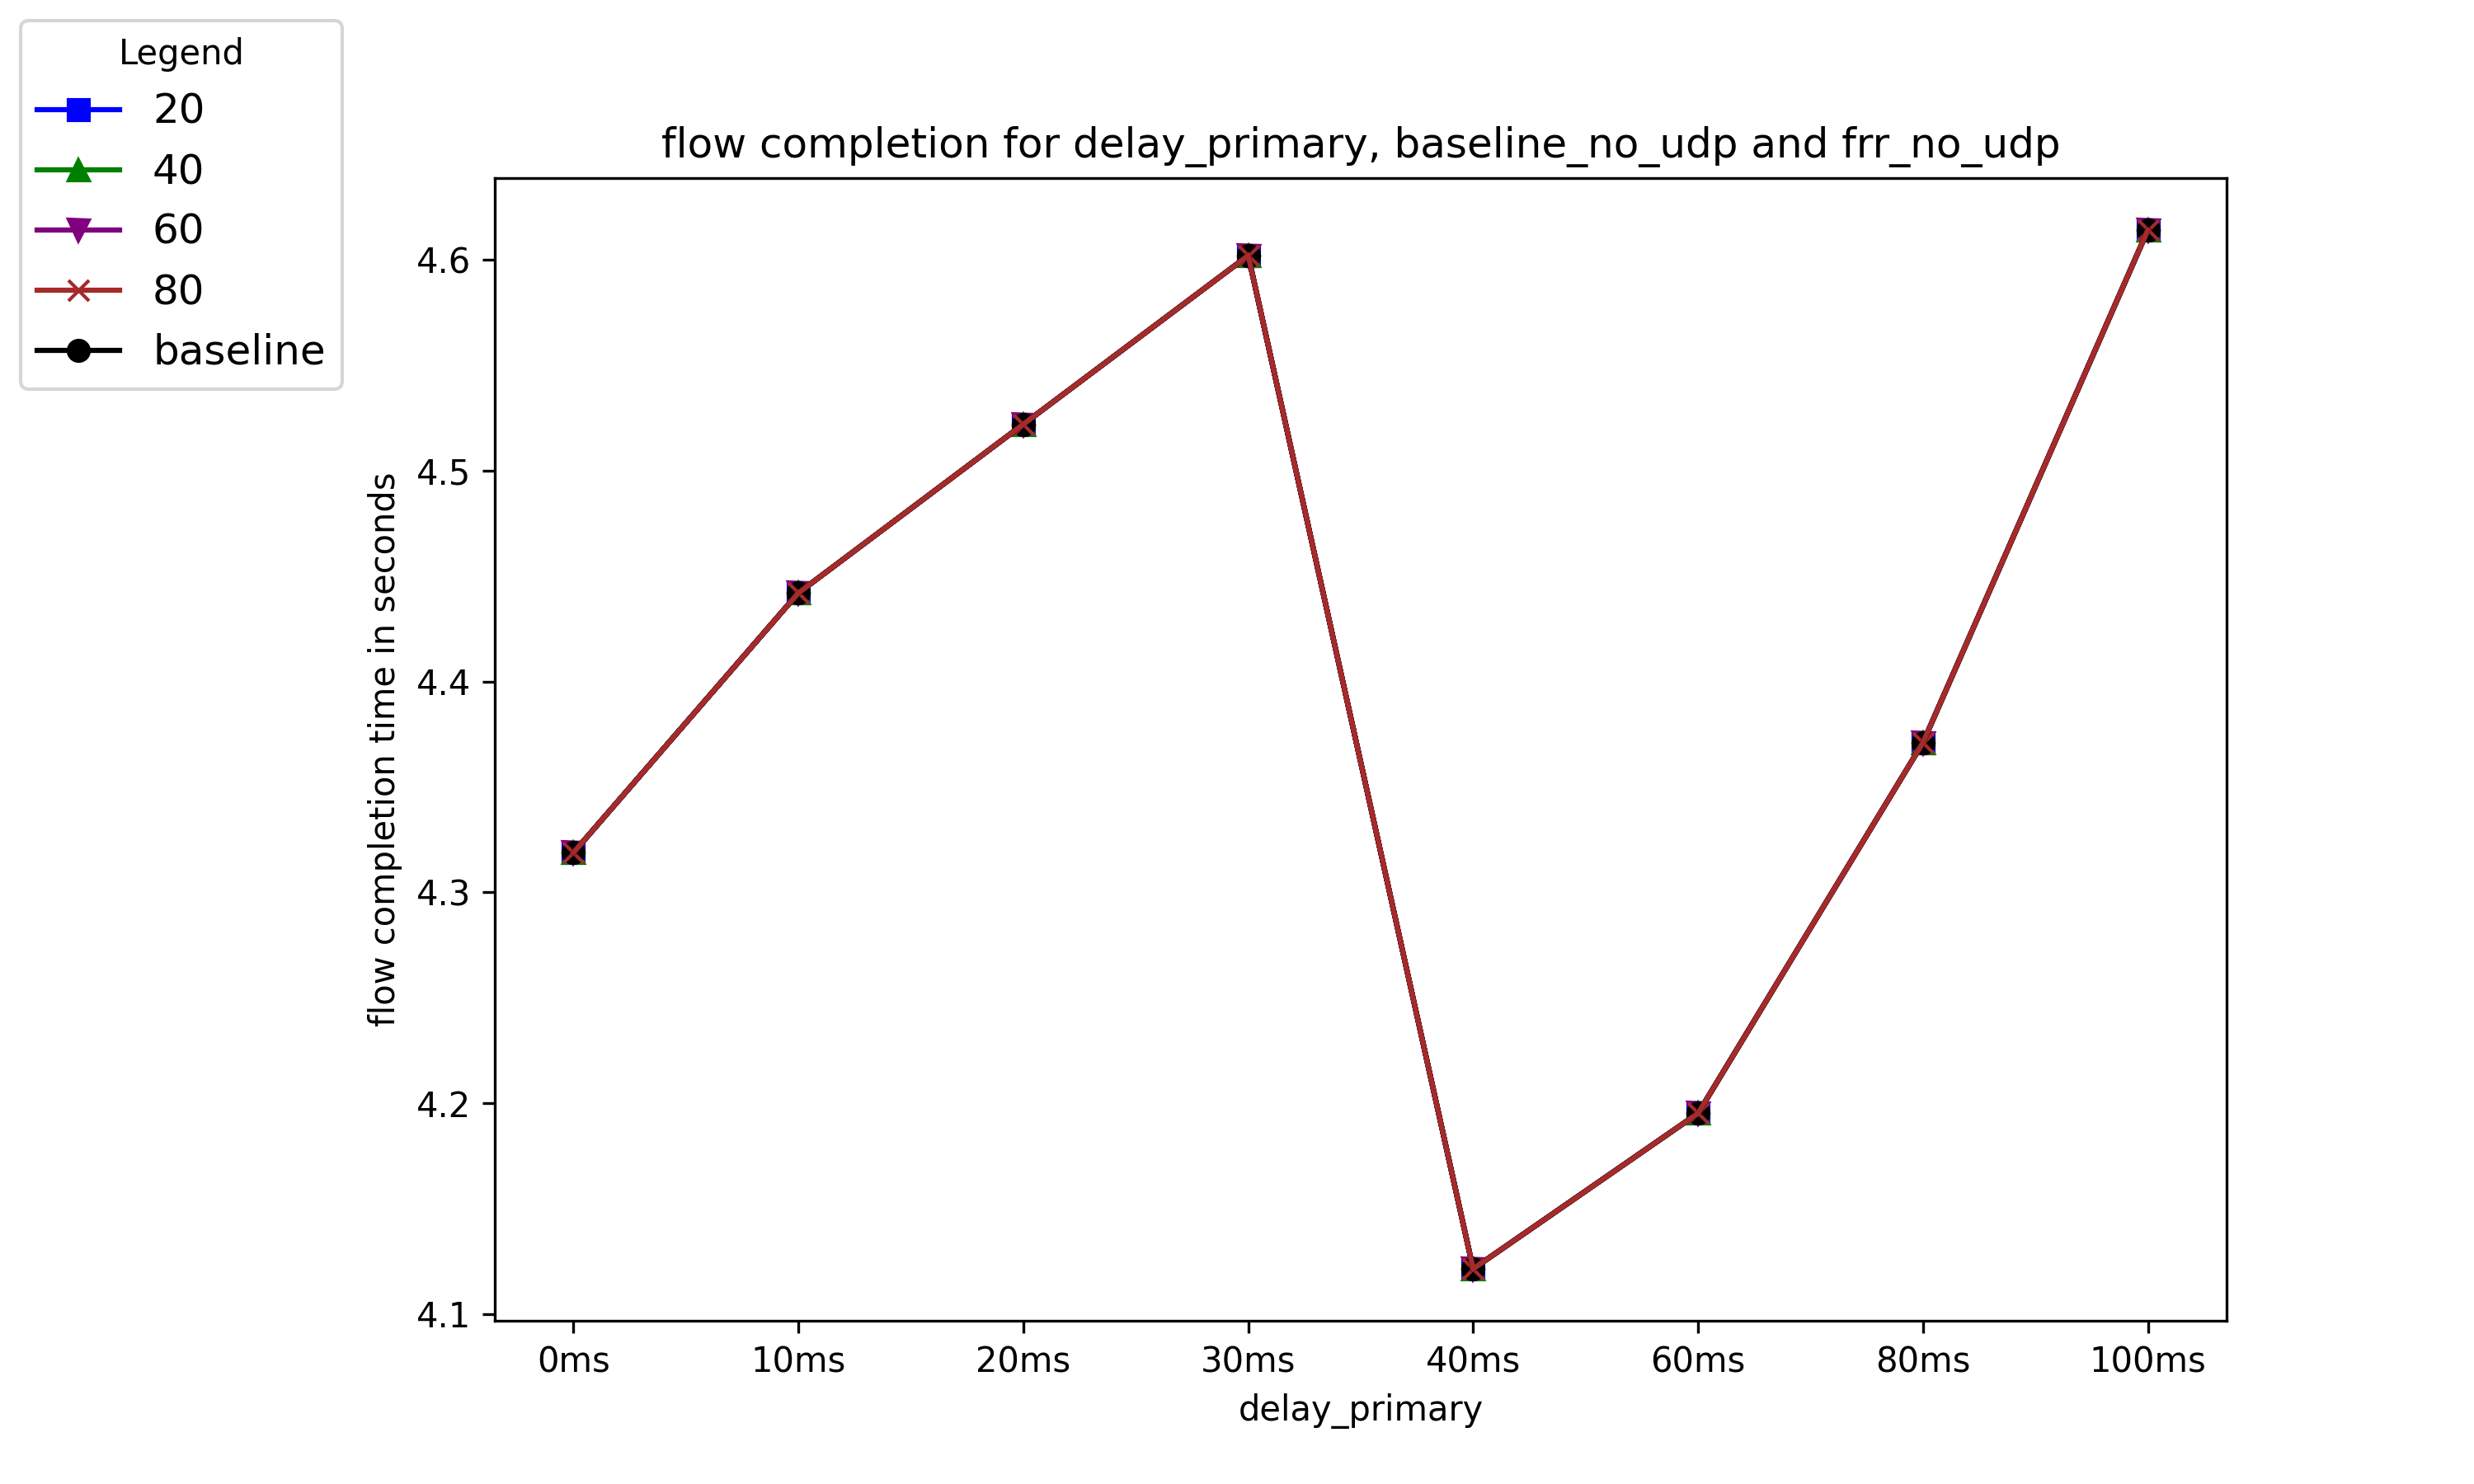 Legend
20
40
60
80
baseline
flow completion for delay_primary, baseline_no_udp and frr_no_udp
flow completion time in seconds
4.6
4.5
4.4
4.3
4.2
4.1
0ms 10ms 20ms 30ms 40ms 60ms 80ms 100ms
delay_primary